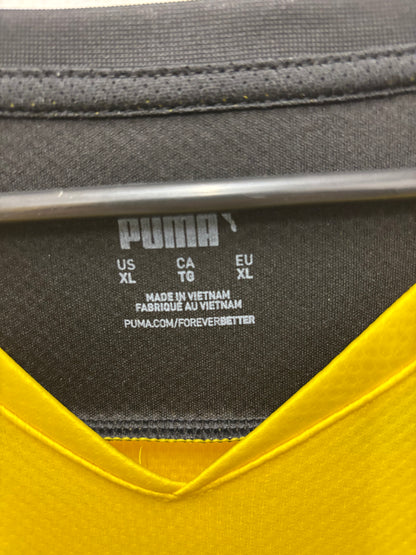 PUMA
US CA EU
XL TG XL
MADE IN VIETNAM
FABRIQUÉ AU VIETNAM
PUMA.COM/FOREVERBETTER